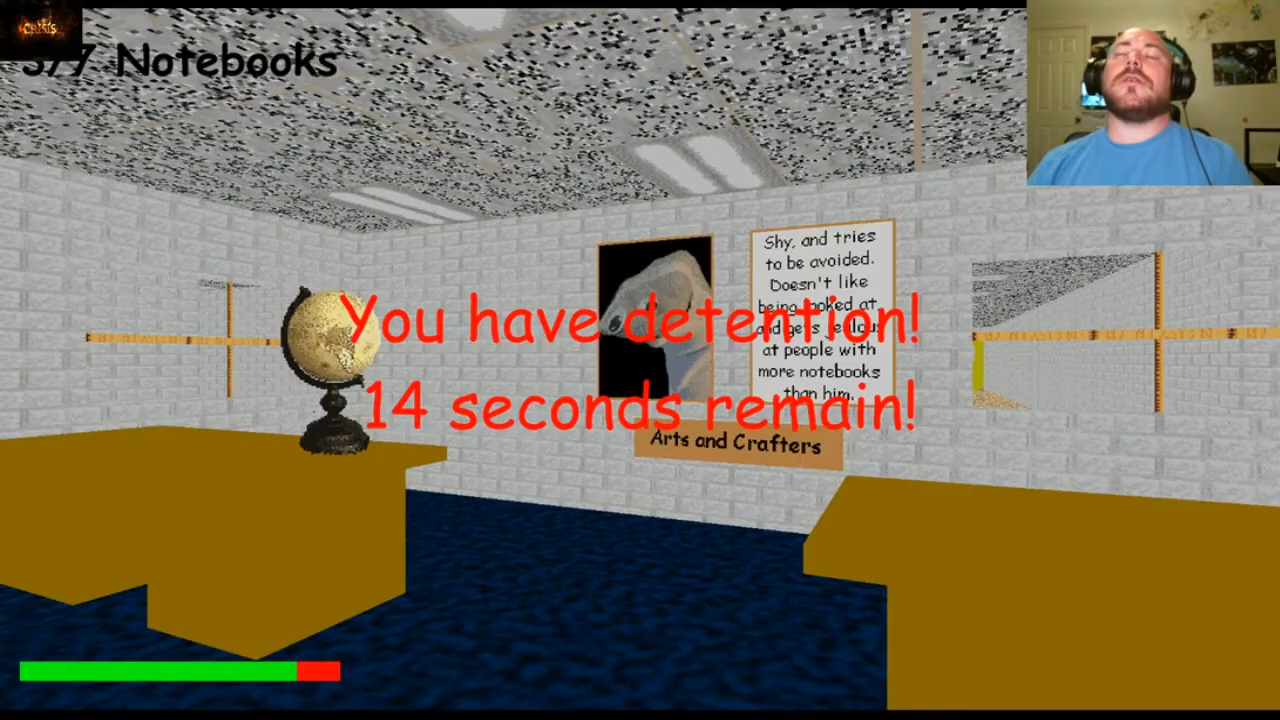 3/7 Notebooks
Shy, and tries
to be avoided.
Doesn't like
being looked at
and gets jealous
at people with
more notebooks
than him.
You have detention!
14 seconds remain!
Arts and Crafters